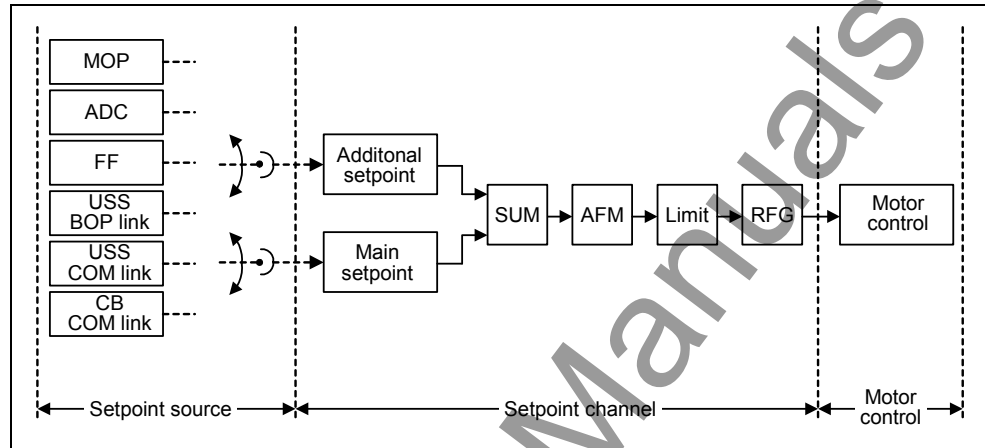 MOP
ADC
FF
USS
BOP link
USS
COM link
CB
COM link
Additonal
setpoint
Main
setpoint
SUM
AFM
Limit
RFG
Motor
control
Setpoint source
Setpoint channel
Motor
control
Manuals